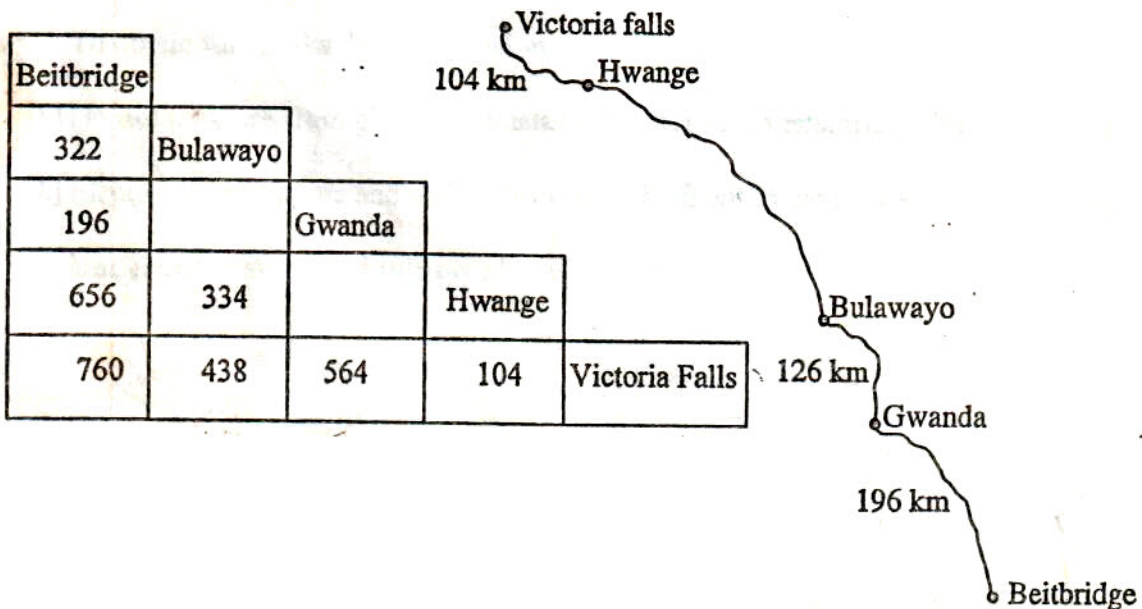 Beitbridge
322 Bulawayo
196 Gwanda
656 334 Hwange
760 438 564 104 Victoria Falls
Victoria falls
104 km
Hwange
Bulawayo
126 km
Gwanda
196 km
Beitbridge